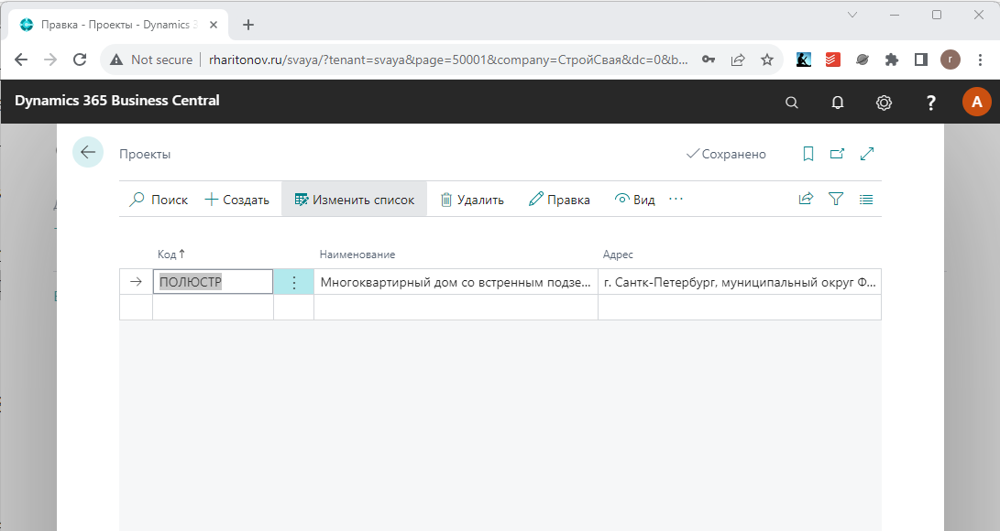 Правка - Проекты - Dynamics 3
Not secure rharitonov.ru/svaya/?tenant=svaya&page=50001&company=СтройСвая&dc=0&b...
r
Dynamics 365 Business Central
? A
Проекты
Сохранено
Поиск Создать Изменить список Удалить Правка Вид ...
Код↑ Наименование Адрес
ПОЛЮСТР Многоквартирный дом со встренным подзе... г. Сантк-Петербург, муниципальный округ Ф...